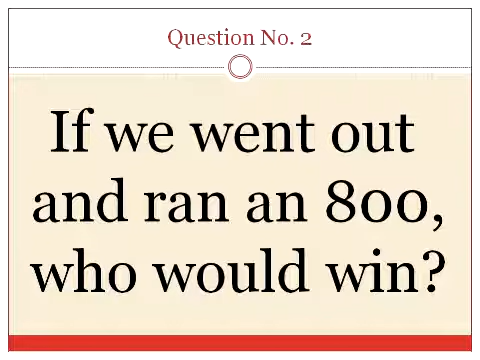 Question No. 2
If we went out
and ran an 800,
who would win?